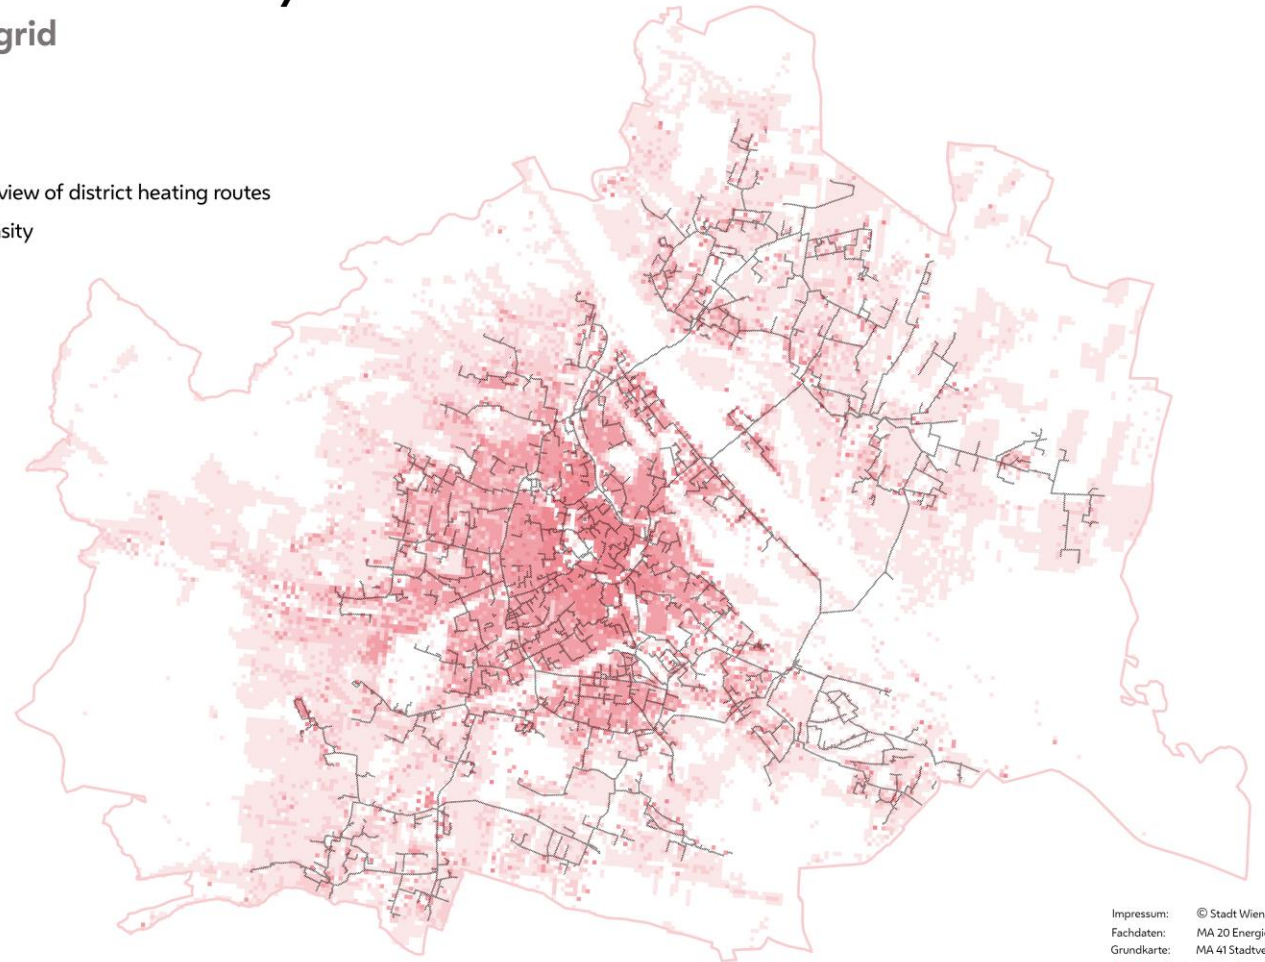 grid
view of district heating routes
sity
Impressum: © Stadt Wien
Fachdaten: MA 20 Energi
Grundkarte: MA 41 Stadtve